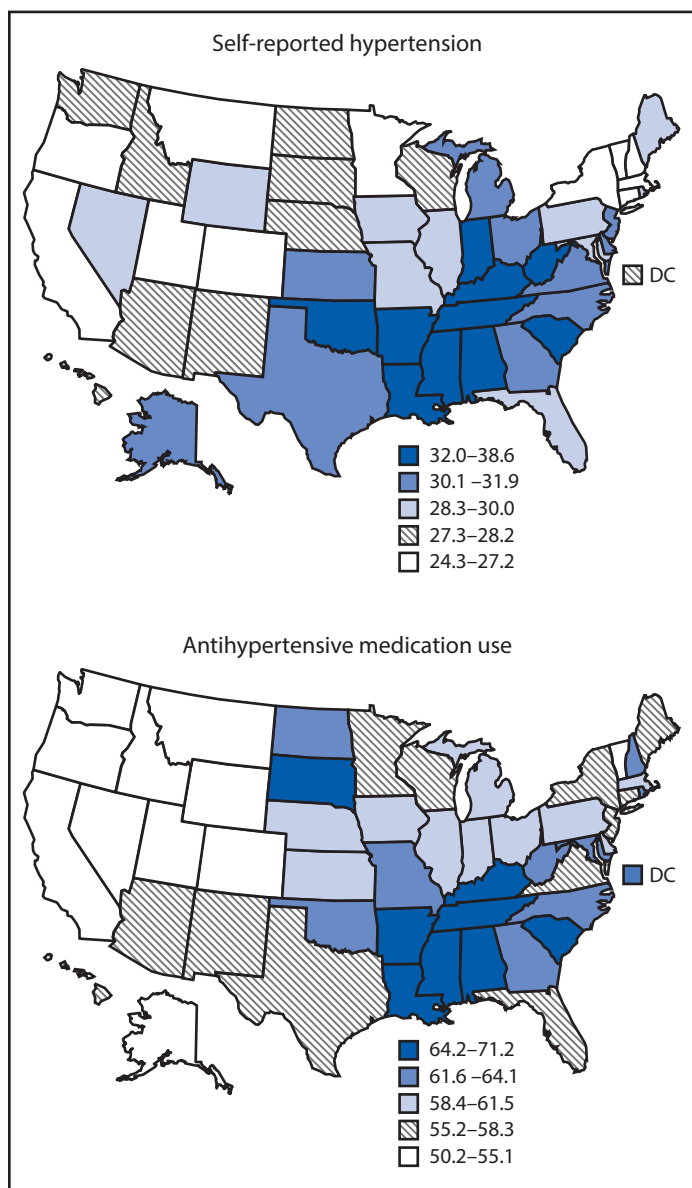 Self-reported hypertension
DC
32.0–38.6
30.1 –31.9
28.3–30.0
27.3–28.2
24.3–27.2
Antihypertensive medication use
DC
64.2–71.2
61.6 –64.1
58.4–61.5
55.2–58.3
50.2–55.1